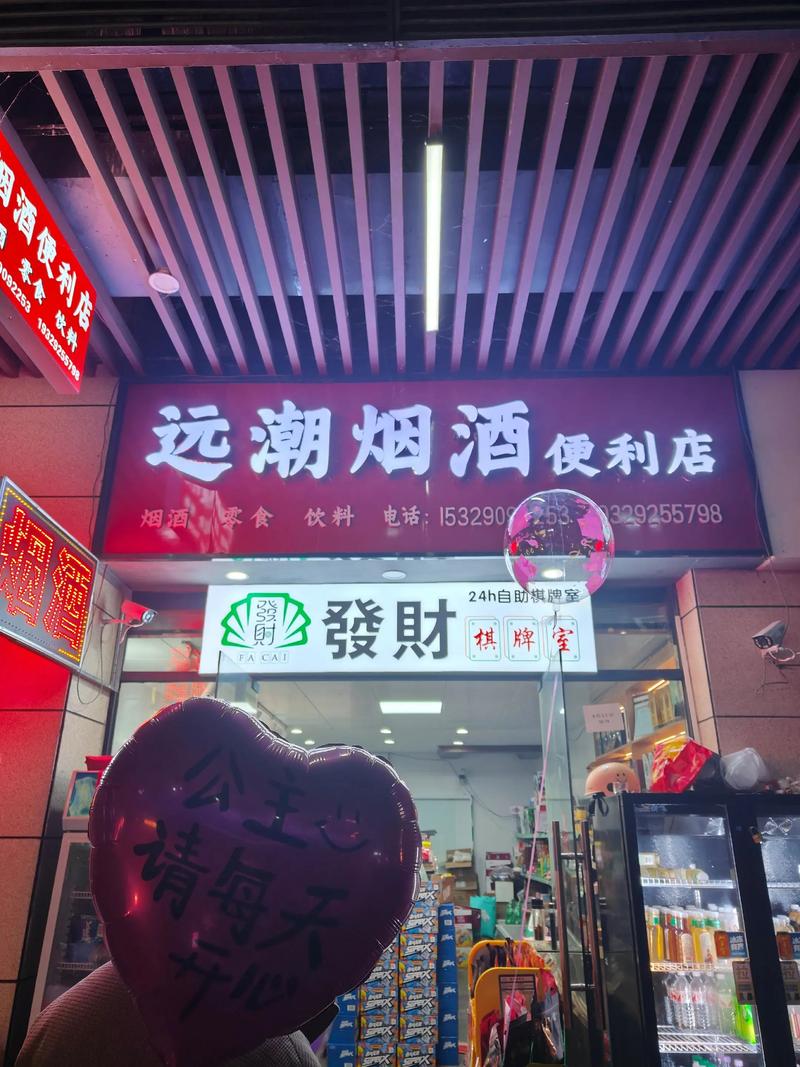 烟酒便利店
零食 饮料
19329255798
远潮烟酒便利店
烟酒 零食 饮料 电话:
19329255798
烟酒
24h自助棋牌室
發財
FA CAI
棋牌室
公主
请每天
开心